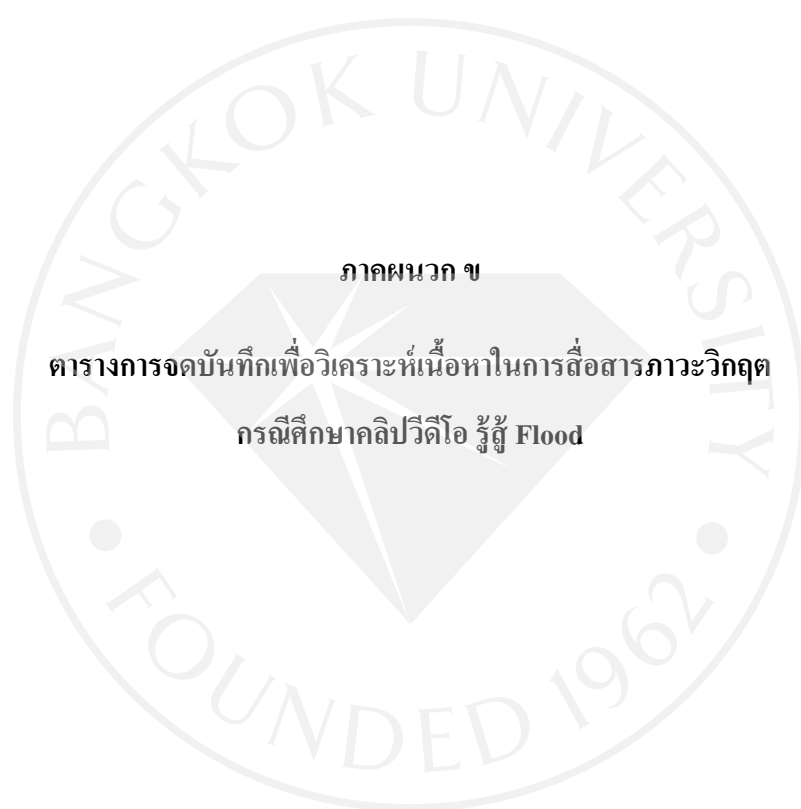 BANGKOK UNIVERSITY
ภาคผนวก ข
ตารางการจดบันทึกเพื่อวิเคราะห์เนื้อหาในการสื่อสารภาวะวิกฤต
กรณีศึกษาคลิปวีดีโอ รู้สู้ Flood
• FOUNDED 1962 •